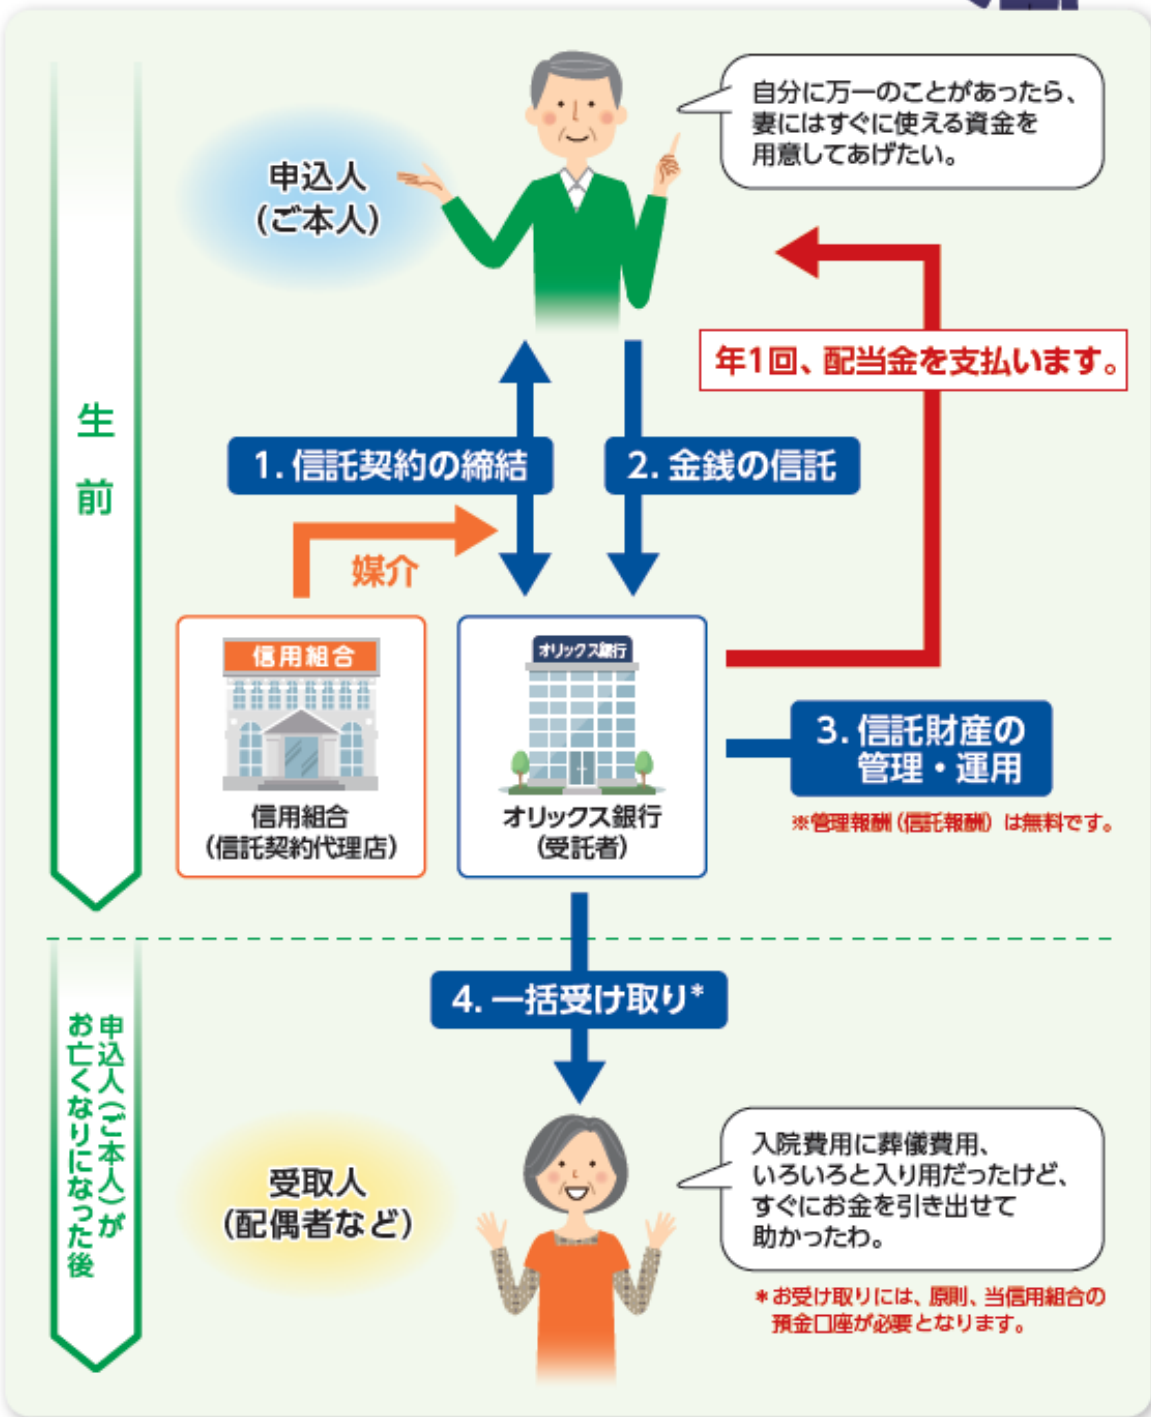 自分に万一のことがあったら、
妻にはすぐに使える資金を
用意してあげたい。
申込人
（ご本人）
年1回、配当金を支払います。
生前
1. 信託契約の締結
2. 金銭の信託
媒介
信用組合
オリックス銀行
信用組合
（信託契約代理店）
オリックス銀行
（受託者）
3. 信託財産の
管理・運用
※管理報酬（信託報酬）は無料です。
4. 一括受け取り*
申込人（ご本人）が
お亡くなりになった後
受取人
（配偶者など）
入院費用に葬儀費用、
いろいろと入り用だったけど、
すぐにお金を引き出せて
助かったわ。
*お受け取りには、原則、当信用組合の
預金口座が必要となります。